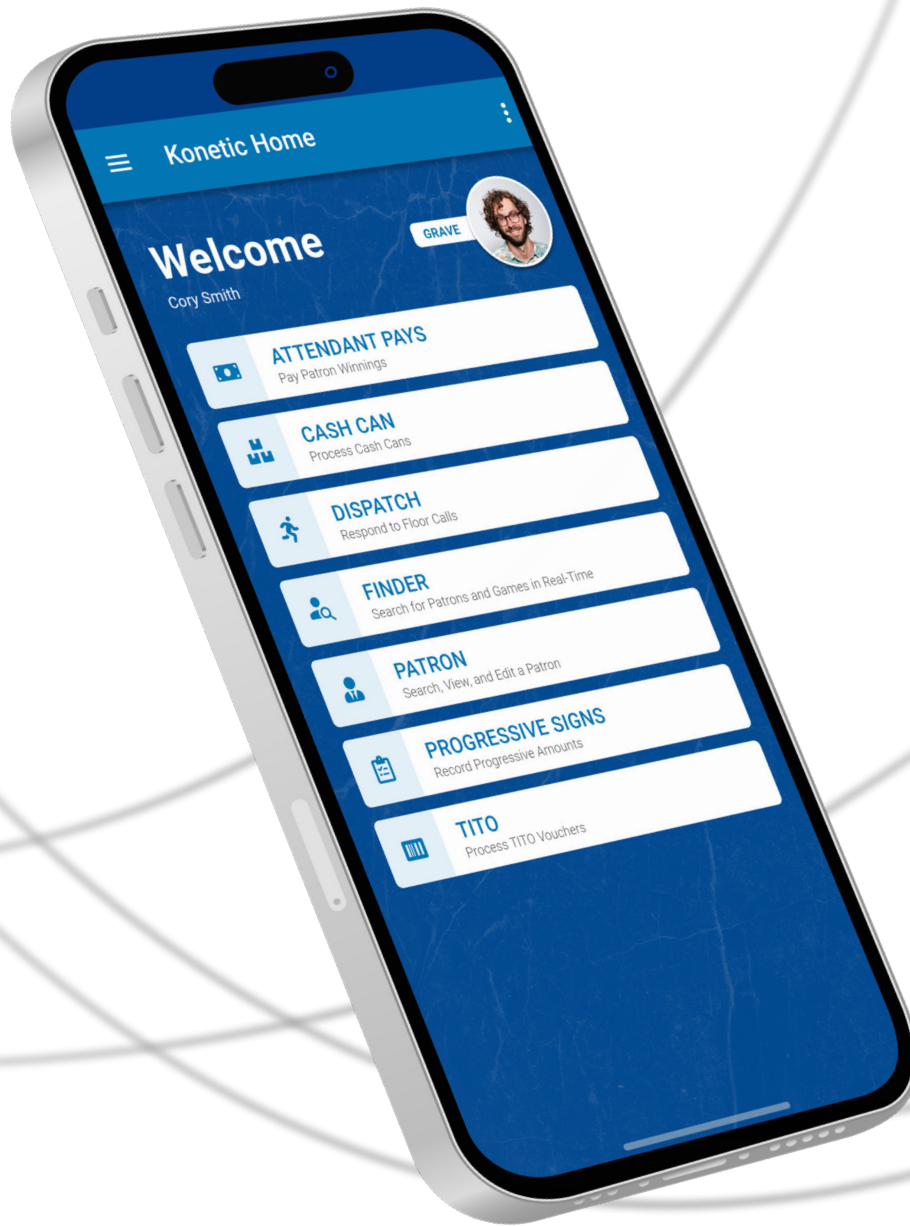 Konetic Home
Welcome
GRAVE
Cory Smith
ATTENDANT PAYS
Pay Patron Winnings
CASH CAN
Process Cash Cans
DISPATCH
Respond to Floor Calls
FINDER
Search for Patrons and Games in Real-Time
PATRON
Search, View, and Edit a Patron
PROGRESSIVE SIGNS
Record Progressive Amounts
TITO
Process TITO Vouchers